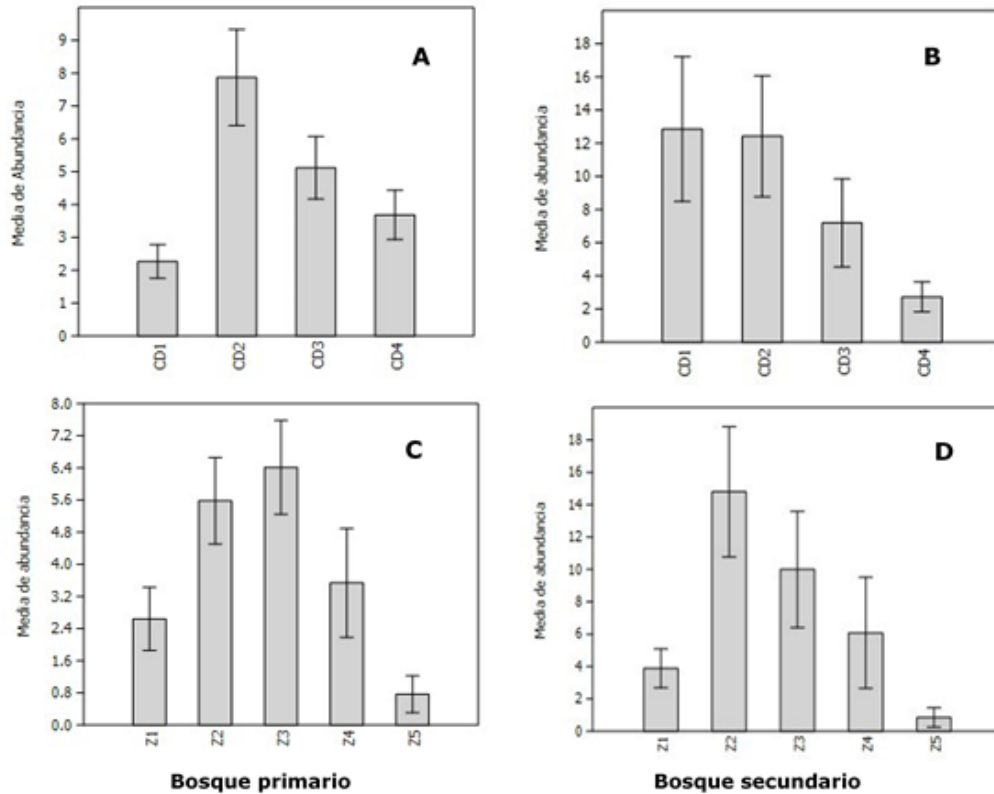 A
Media de Abundancia
9
8
7
6
5
4
3
2
1
0
CD1 CD2 CD3 CD4
B
Media de abundancia
18
16
14
12
10
8
6
4
2
0
CD1 CD2 CD3 CD4
C
Media de abundancia
8.0
7.2
6.4
5.6
4.8
4.0
3.2
2.4
1.6
0.8
0.0
Z1 Z2 Z3 Z4 Z5
Bosque primario
D
Media de abundancia
18
16
14
12
10
8
6
4
2
0
Z1 Z2 Z3 Z4 Z5
Bosque secundario